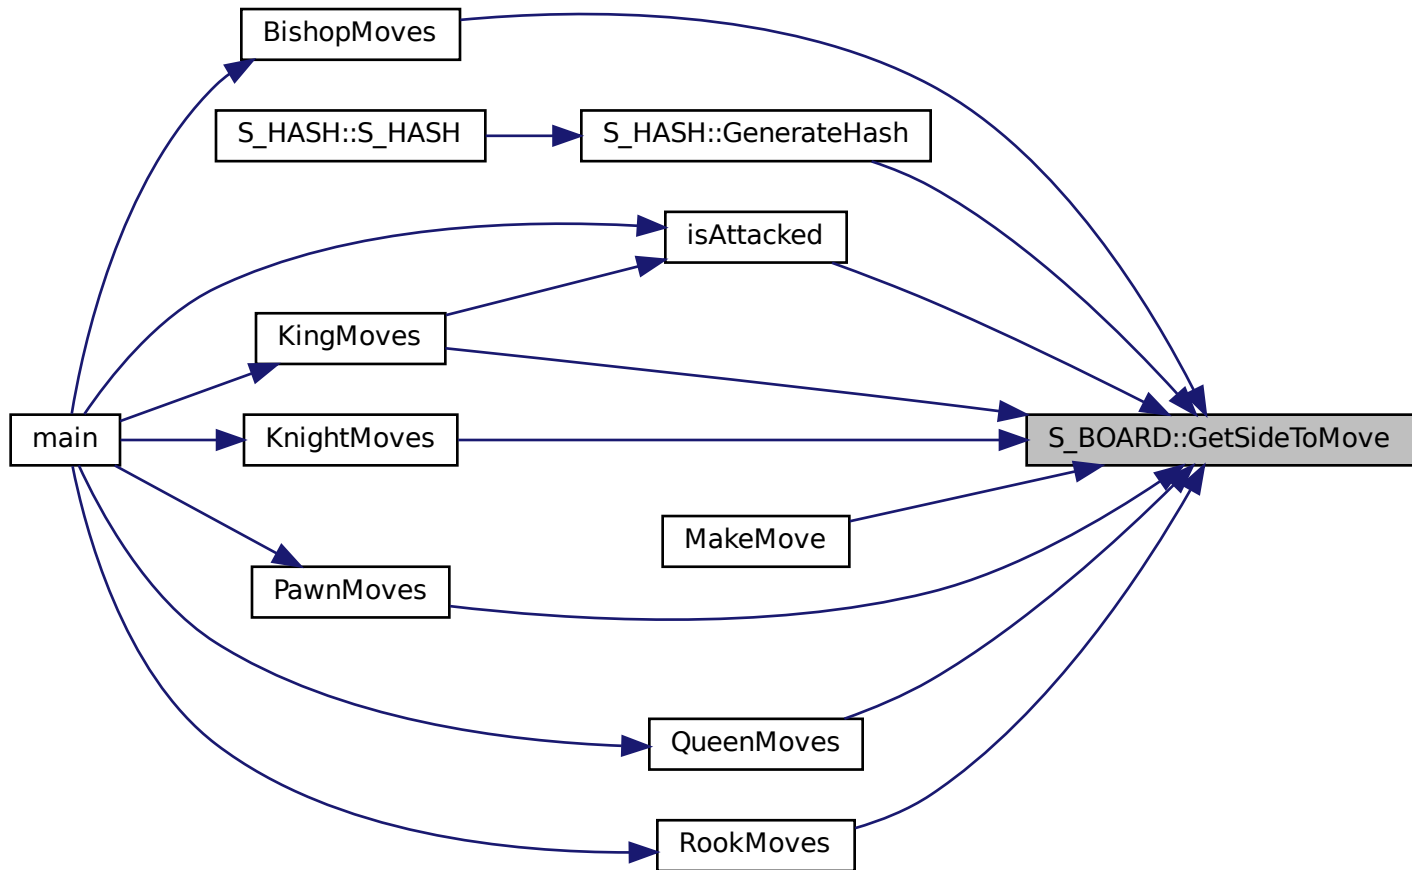 BishopMoves
S_HASH::S_HASH
S_HASH::GenerateHash
isAttacked
KingMoves
main
KnightMoves
S_BOARD::GetSideToMove
MakeMove
PawnMoves
QueenMoves
RookMoves